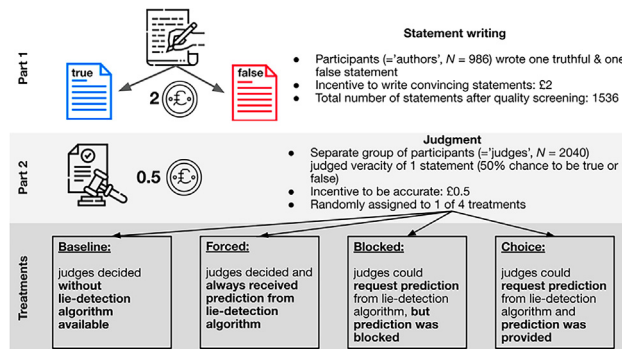 Part 1
true
false
2
£
Statement writing
• Participants (='authors', N = 986) wrote one truthful & one
false statement
• Incentive to write convincing statements: £2
• Total number of statements after quality screening: 1536
Part 2
0.5
£
Judgment
• Separate group of participants (='judges', N = 2040)
judged veracity of 1 statement (50% chance to be true or
false)
• Incentive to be accurate: £0.5
• Randomly assigned to 1 of 4 treatments
Treatments
Baseline:
judges decided
without
lie-detection
algorithm
available
Forced:
judges decided and
always received
prediction from
lie-detection
algorithm
Blocked:
judges could
request prediction
from lie-detection
algorithm, but
prediction was
blocked
Choice:
judges could
request prediction
from lie-detection
algorithm and
prediction was
provided